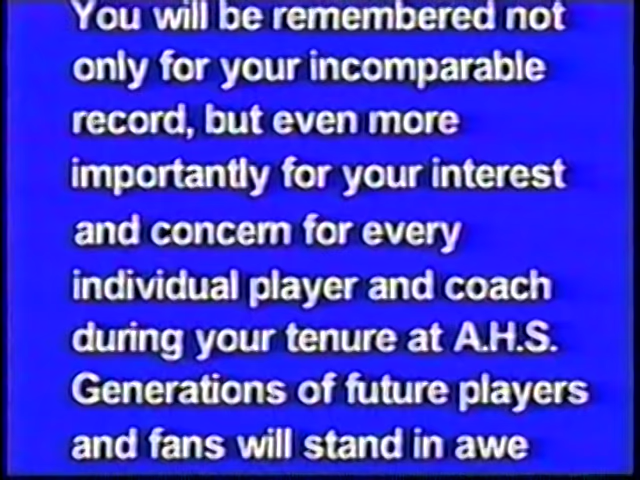 You will be remembered not
only for your incomparable
record, but even more
importantly for your interest
and concern for every
individual player and coach
during your tenure at A.H.S.
Generations of future players
and fans will stand in awe